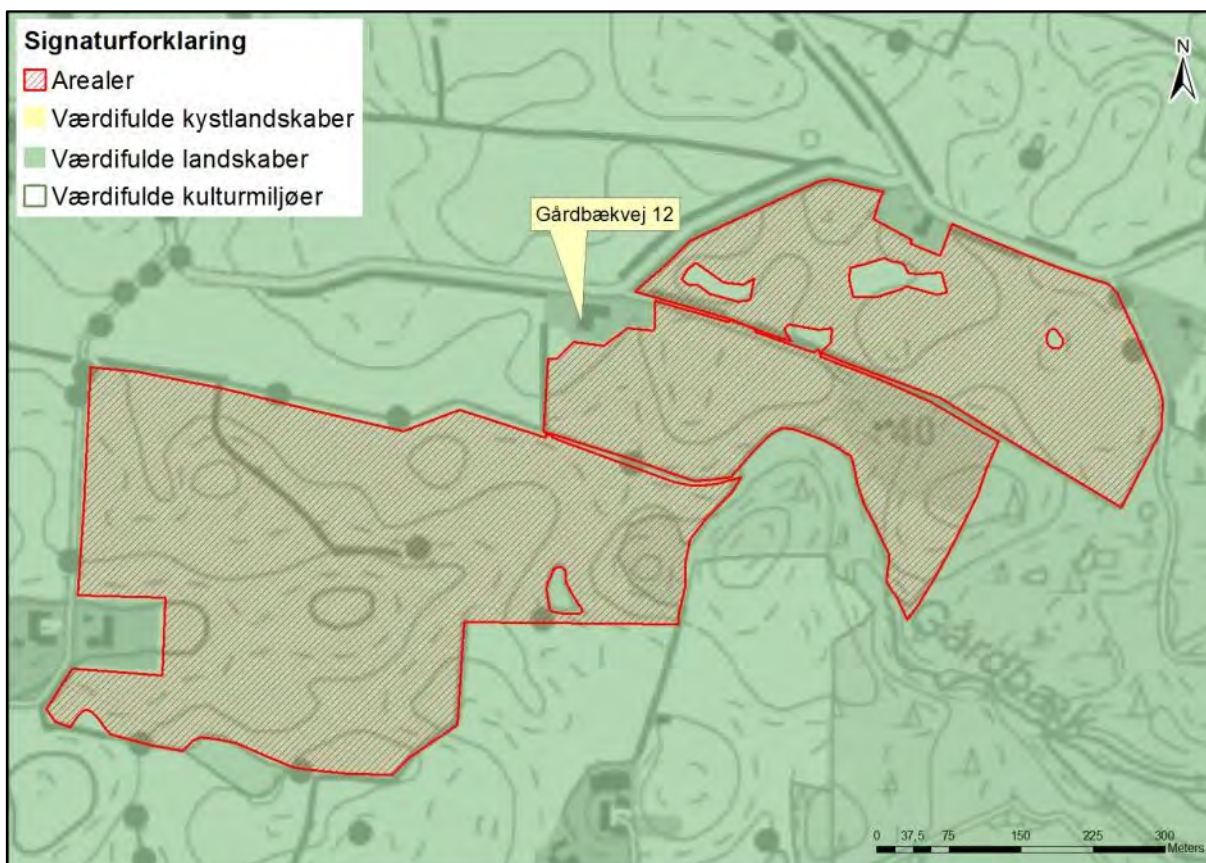 Signaturforklaring
Arealer
Værdifulde kystlandskaber
Værdifulde landskaber
Værdifulde kulturmiljøer
N
Gårdbækvej 12
40
Gårdbæk
0 37,5 75 150 225 300
Meters